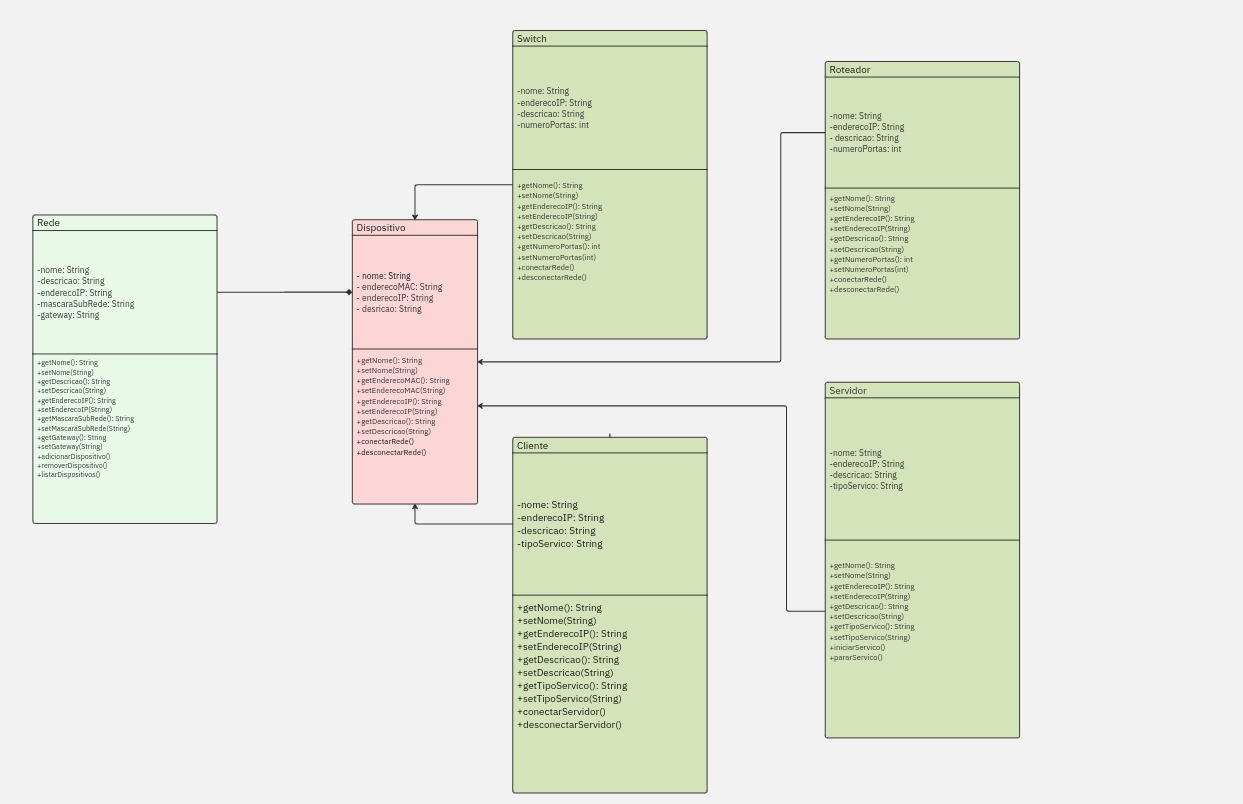 Switch
-nome: String
-enderecoIP: String
-descricao: String
-numeroPortas: int
+getNome(): String
+setNome(String)
+getEnderecoIP(): String
+setEnderecoIP(String)
+getDescricao(): String
+setDescricao(String)
+getNumeroPortas(): int
+setNumeroPortas(int)
+conectarRede()
+desconectarRede()
Roteador
-nome: String
-enderecoIP: String
- descricao: String
-numeroPortas: int
+getNome(): String
+setNome(String)
+getEnderecoIP(): String
+setEnderecoIP(String)
+getDescricao(): String
+setDescricao(String)
+getNumeroPortas(): int
+setNumeroPortas(int)
+conectarRede()
+desconectarRede()
Rede
-nome: String
-descricao: String
-enderecoIP: String
-mascaraSubRede: String
-gateway: String
+getNome(): String
+setNome(String)
+getDescricao(): String
+setDescricao(String)
+getEnderecoIP(): String
+setEnderecoIP(String)
+getMascaraSubRede(): String
+setMascaraSubRede(String)
+getGateway(): String
+setGateway(String)
+adicionarDispositivo()
+removerDispositivo()
+listarDispositivos()
Dispositivo
- nome: String
- enderecoMAC: String
- enderecoIP: String
- desricao: String
+getNome(): String
+setNome(String)
+getEnderecoMAC(): String
+setEnderecoMAC(String)
+getEnderecoIP(): String
+setEnderecoIP(String)
+getDescricao(): String
+setDescricao(String)
+conectarRede()
+desconectarRede()
Cliente
-nome: String
-enderecoIP: String
-descricao: String
-tipoServico: String
+getNome(): String
+setNome(String)
+getEnderecoIP(): String
+setEnderecoIP(String)
+getDescricao(): String
+setDescricao(String)
+getTipoServico(): String
+setTipoServico(String)
+conectarServidor()
+desconectarServidor()
Servidor
-nome: String
-enderecoIP: String
-descricao: String
-tipoServico: String
+getNome(): String
+setNome(String)
+getEnderecoIP(): String
+setEnderecoIP(String)
+getDescricao(): String
+setDescricao(String)
+getTipoServico(): String
+setTipoServico(String)
+iniciarServico()
+pararServico()